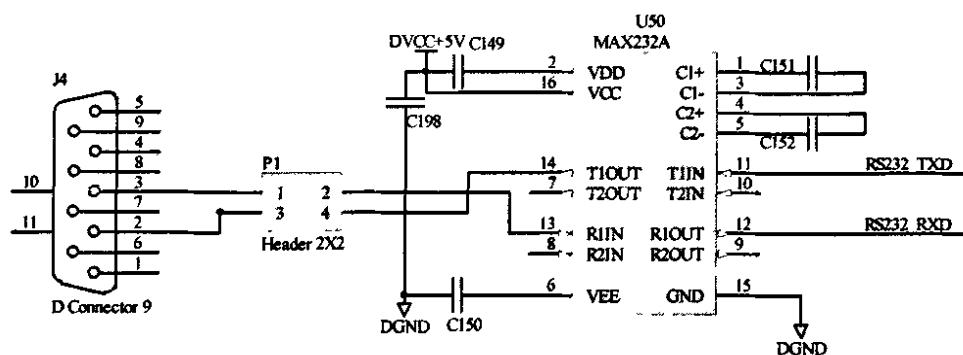 U50
MAX232A
DVCC+5V
C149
2
VDD
C1+
1
C151
16
VCC
C1-
3
C198
C2+
4
C2-
5
C152
J4
5
9
4
8
10
3
7
11
2
6
1
D Connector 9
P1
1 2
3 4
Header 2X2
14
T1OUT
T1IN
11
RS232_TXD
7
T2OUT
T2IN
10
13
R1IN
R1OUT
12
RS232_RXD
8
R2IN
R2OUT
9
6
VEE
GND
15
C150
DGND
DGND